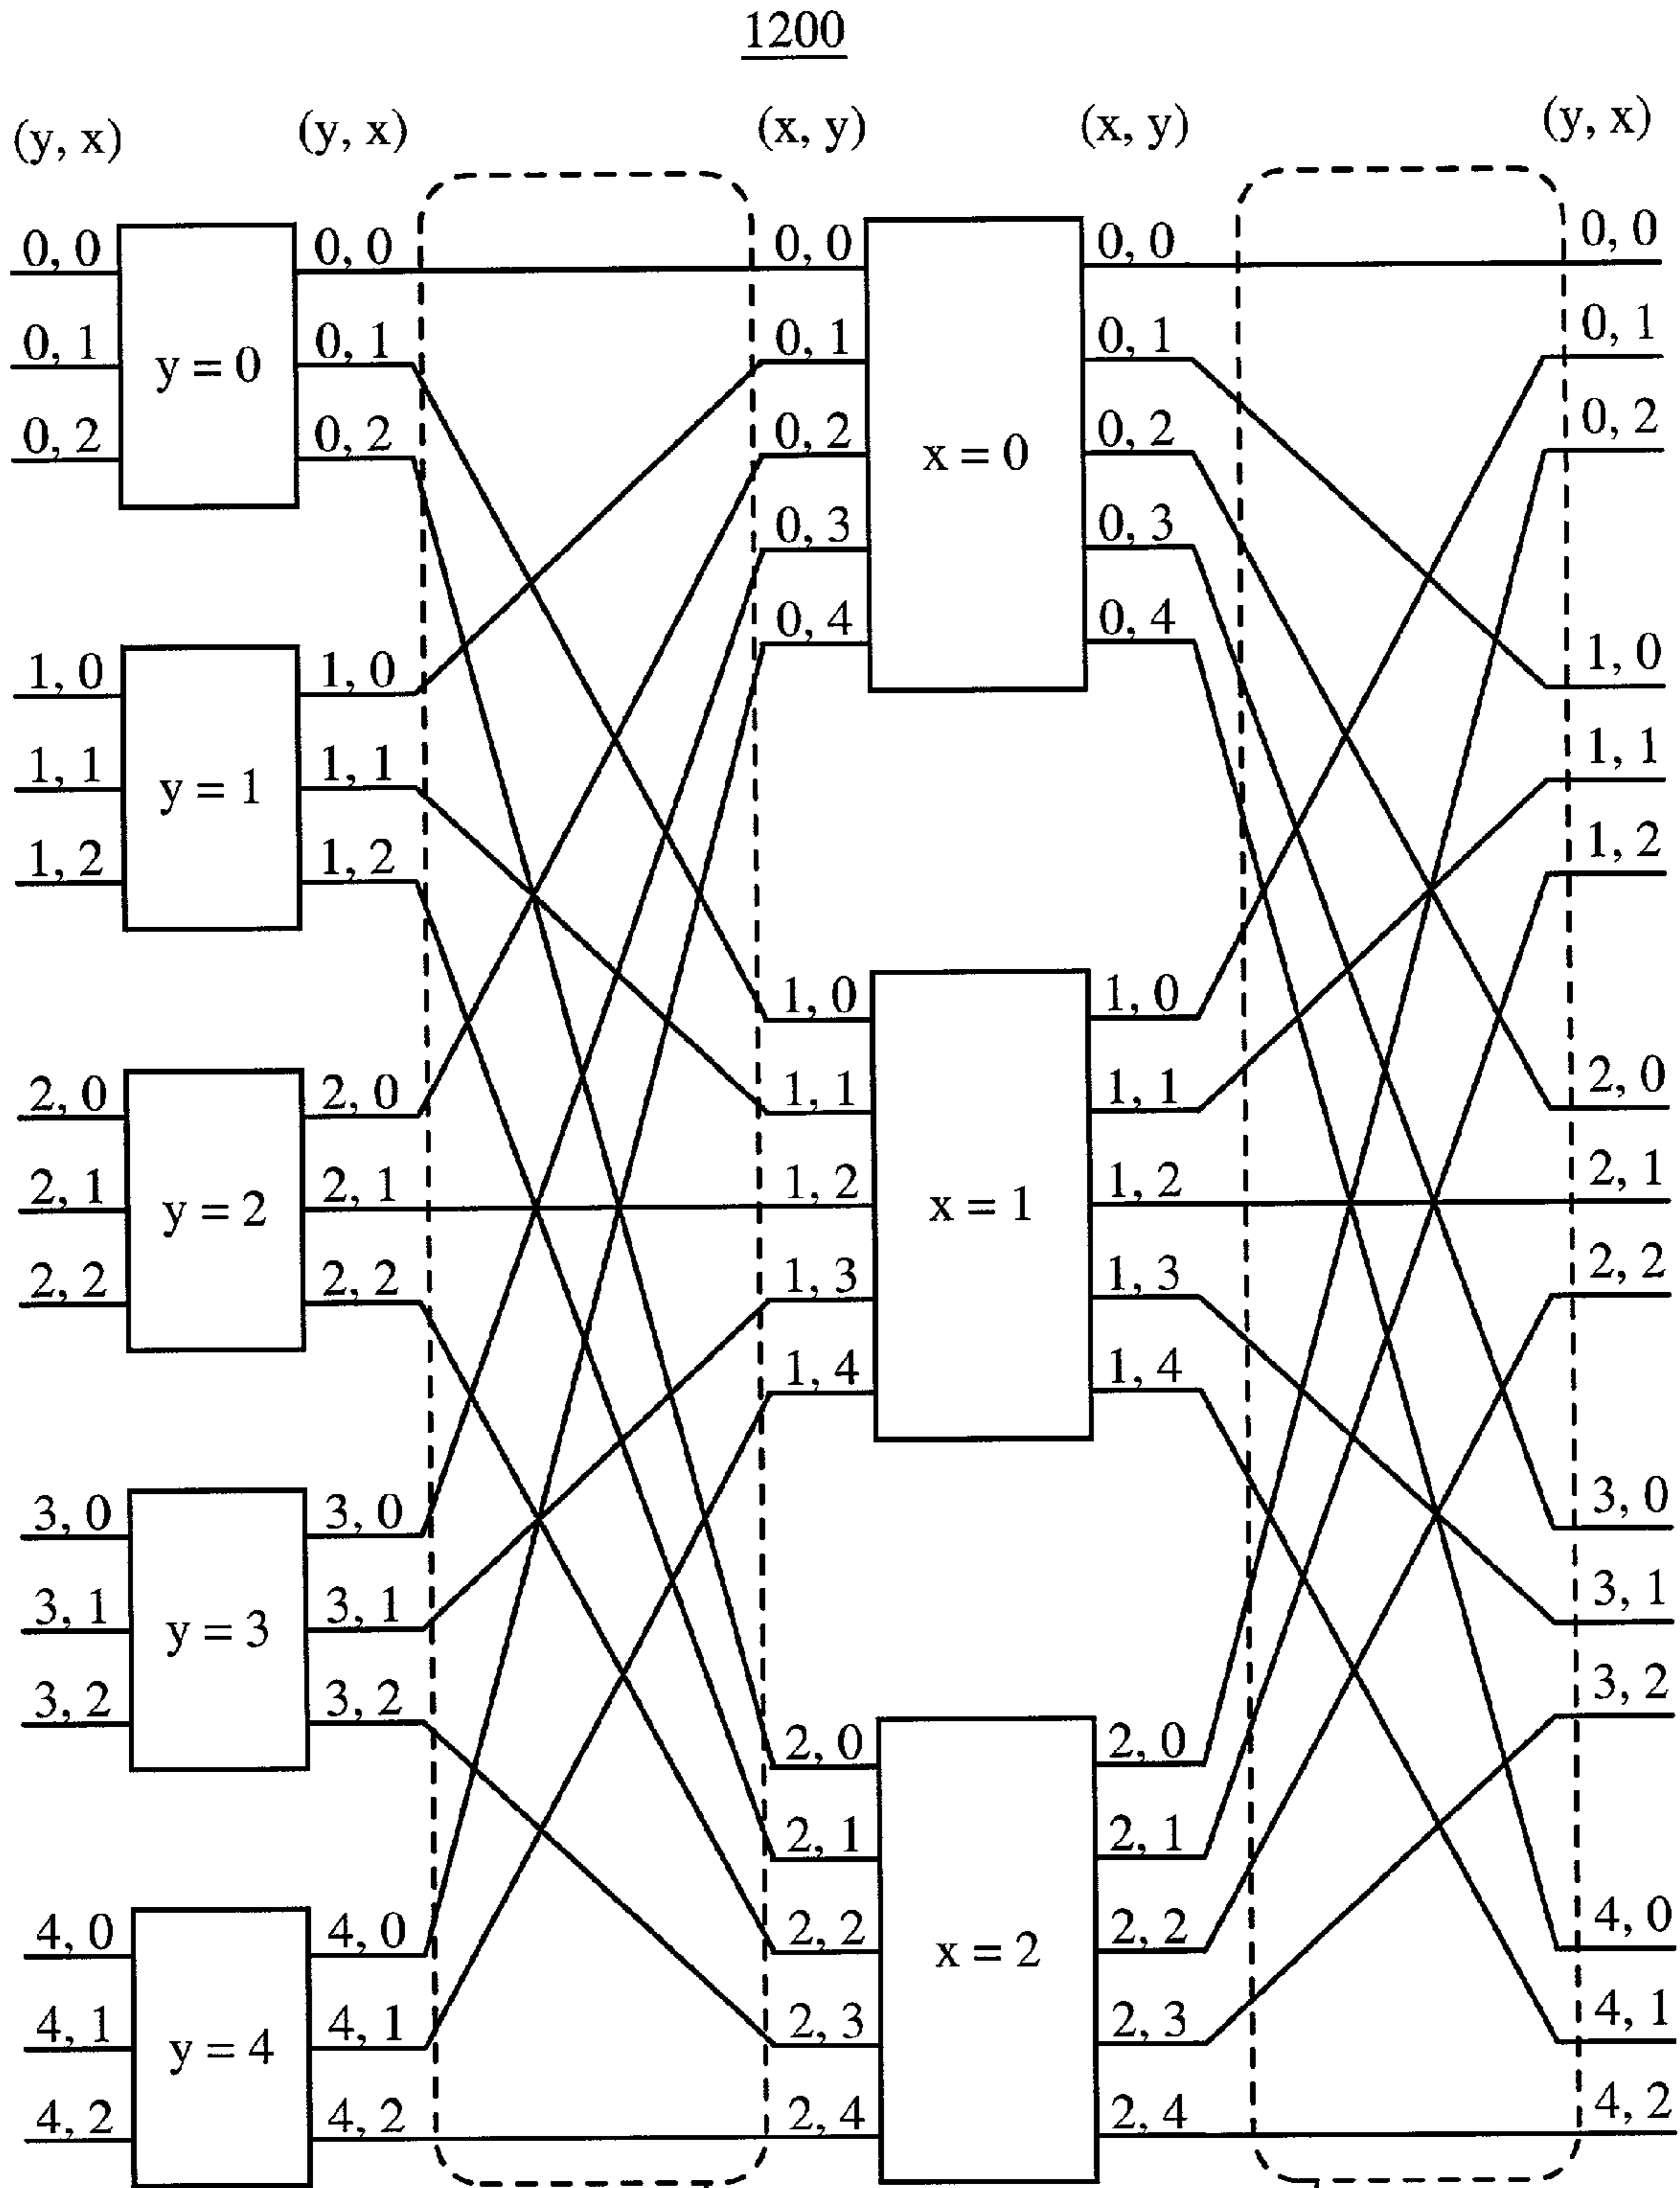 1200
(y, x) (y, x) (x, y) (x, y) (y, x)
0, 0 0, 0 0, 0 0, 0 0, 0
0, 1 y = 0 0, 1 0, 1 0, 1 0, 1
0, 2 0, 2 0, 2 x = 0 0, 2 0, 2
0, 3 0, 3
0, 4 0, 4
1, 0 1, 0 1, 0
1, 1 y = 1 1, 1 1, 1
1, 2 1, 2 1, 2
1, 0 1, 0
2, 0 2, 0 1, 1 1, 1 2, 0
2, 1 y = 2 2, 1 1, 2 x = 1 1, 2 2, 1
2, 2 2, 2 1, 3 1, 3 2, 2
1, 4 1, 4
3, 0 3, 0 3, 0
3, 1 y = 3 3, 1 3, 1
3, 2 3, 2 3, 2
2, 0 2, 0
2, 1 2, 1
4, 0 4, 0 2, 2 x = 2 2, 2 4, 0
4, 1 y = 4 4, 1 2, 3 2, 3 4, 1
4, 2 4, 2 2, 4 2, 4 4, 2